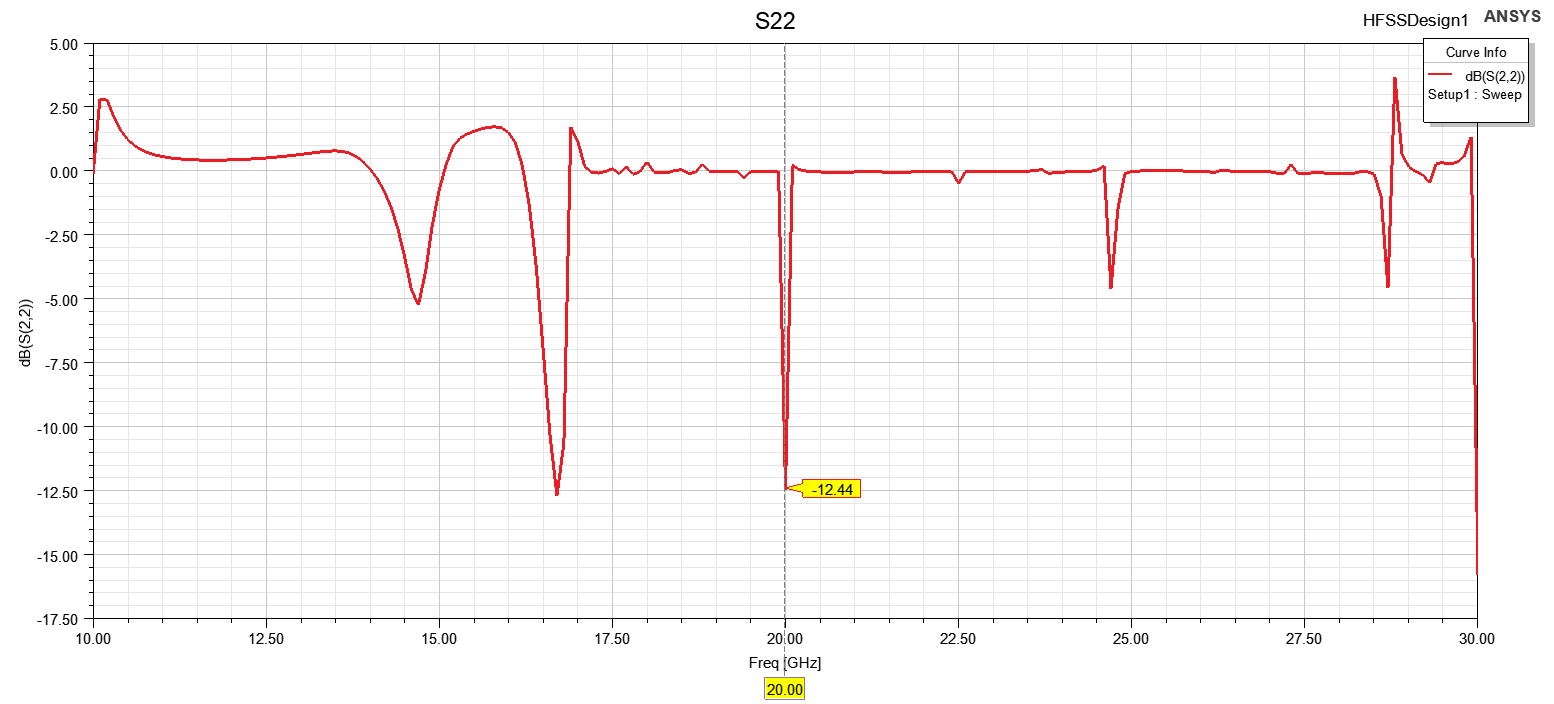 S22
HFSSDesign1 ANSYS
Curve Info
dB(S(2,2))
Setup1 : Sweep
5.00
2.50
0.00
-2.50
-5.00
-7.50
-10.00
-12.50
-15.00
-17.50
dB(S(2,2))
-12.44
10.00 12.50 15.00 17.50 20.00 22.50 25.00 27.50 30.00
Freq [GHz]
20.00